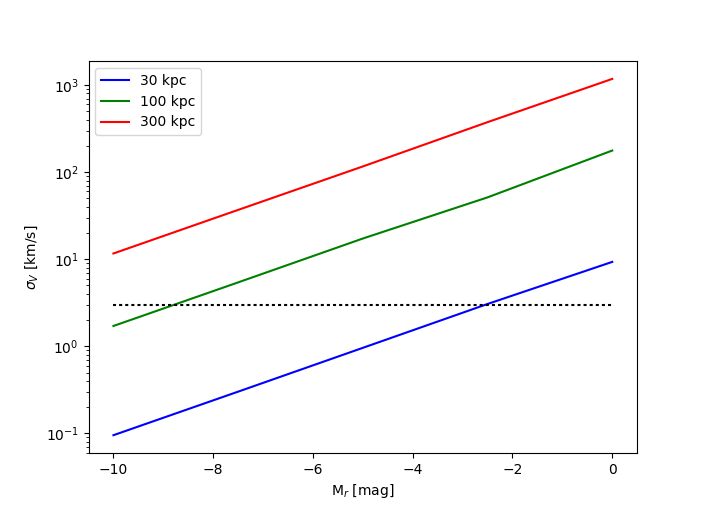 30 kpc
100 kpc
300 kpc
10³
10²
10¹
10⁰
10⁻¹
σ_V [km/s]
−10 −8 −6 −4 −2 0
M_r [mag]